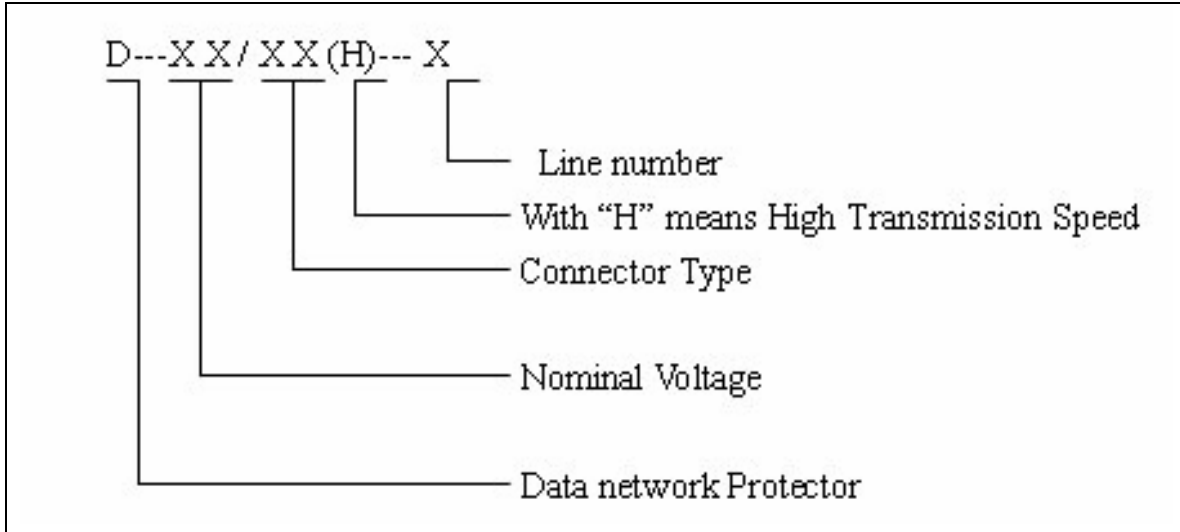 D---X X / X X (H)--- X
Line number
With “H” means High Transmission Speed
Connector Type
Nominal Voltage
Data network Protector